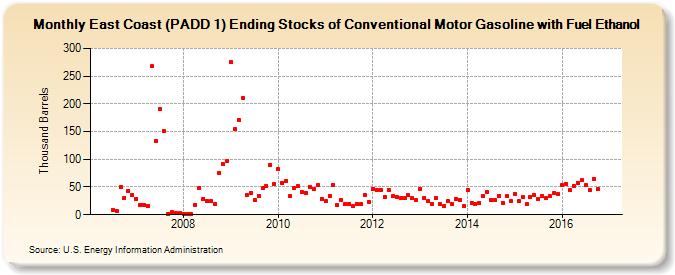 Monthly East Coast (PADD 1) Ending Stocks of Conventional Motor Gasoline with Fuel Ethanol
Thousand Barrels
300
250
200
150
100
50
0
2008 2010 2012 2014 2016
Source: U.S. Energy Information Administration